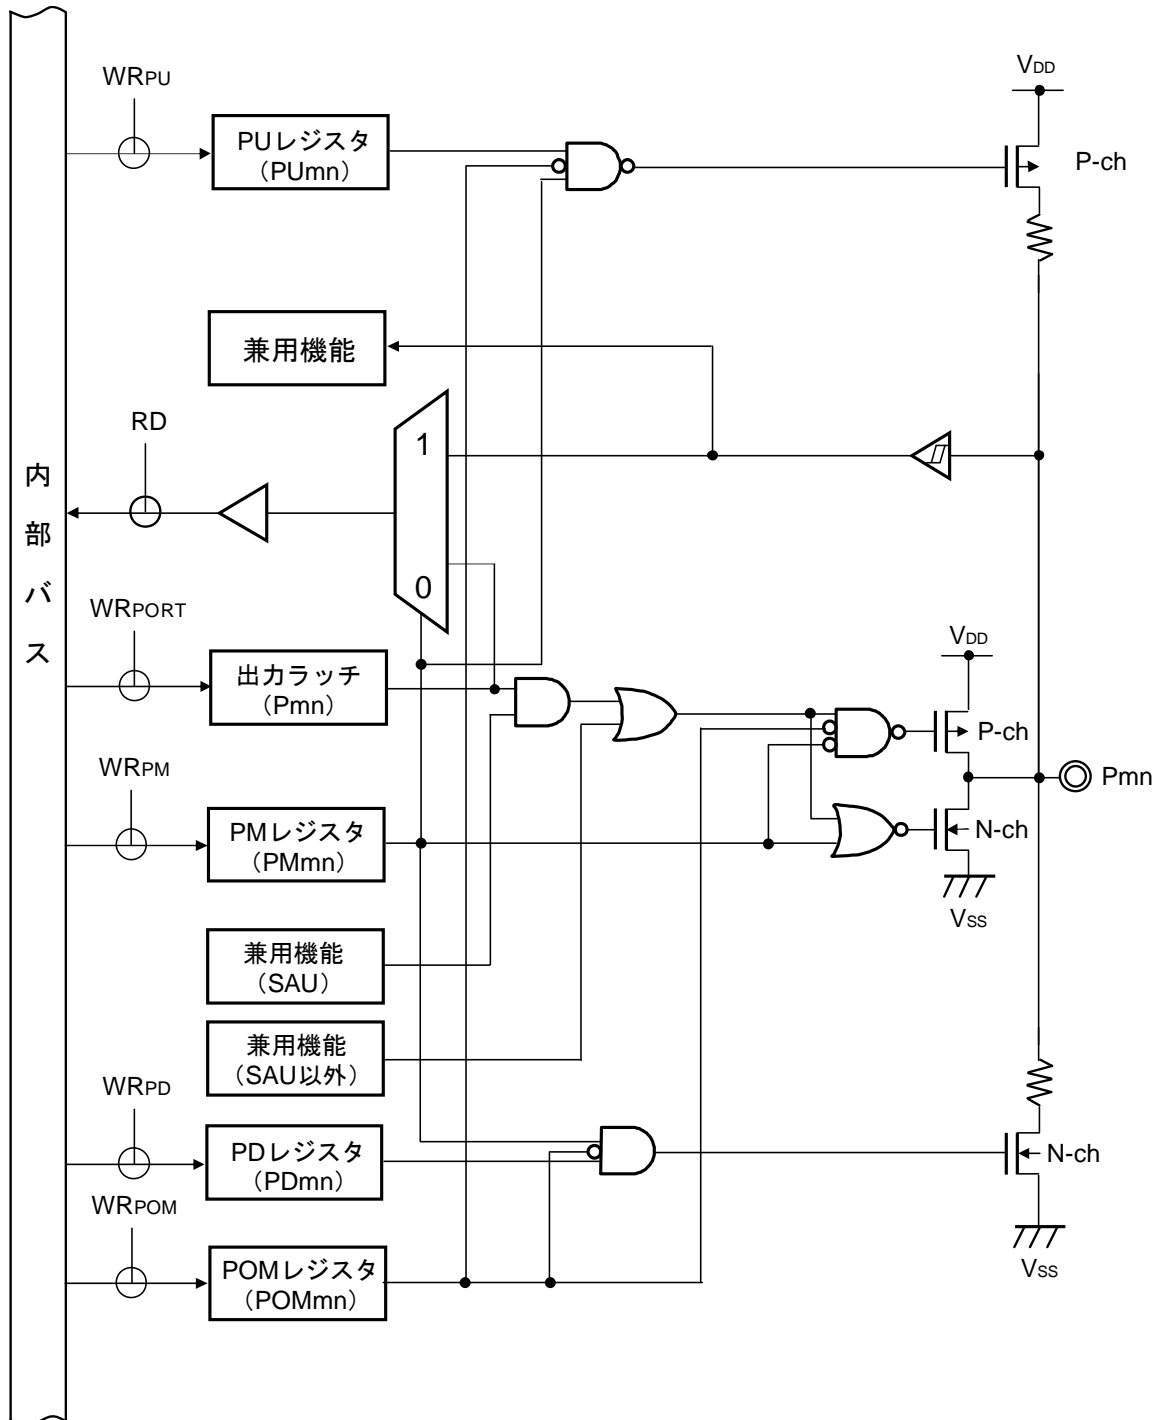 WRPU
PUレジスタ
(PUmn)
VDD
P-ch
兼用機能
RD
1
0
内部バス
WRPORT
出力ラッチ
(Pmn)
VDD
P-ch
Pmn
N-ch
VSS
WRPM
PMレジスタ
(PMmn)
兼用機能
(SAU)
兼用機能
(SAU以外)
WRPD
PDレジスタ
(PDmn)
N-ch
VSS
WRPOM
POMレジスタ
(POMmn)